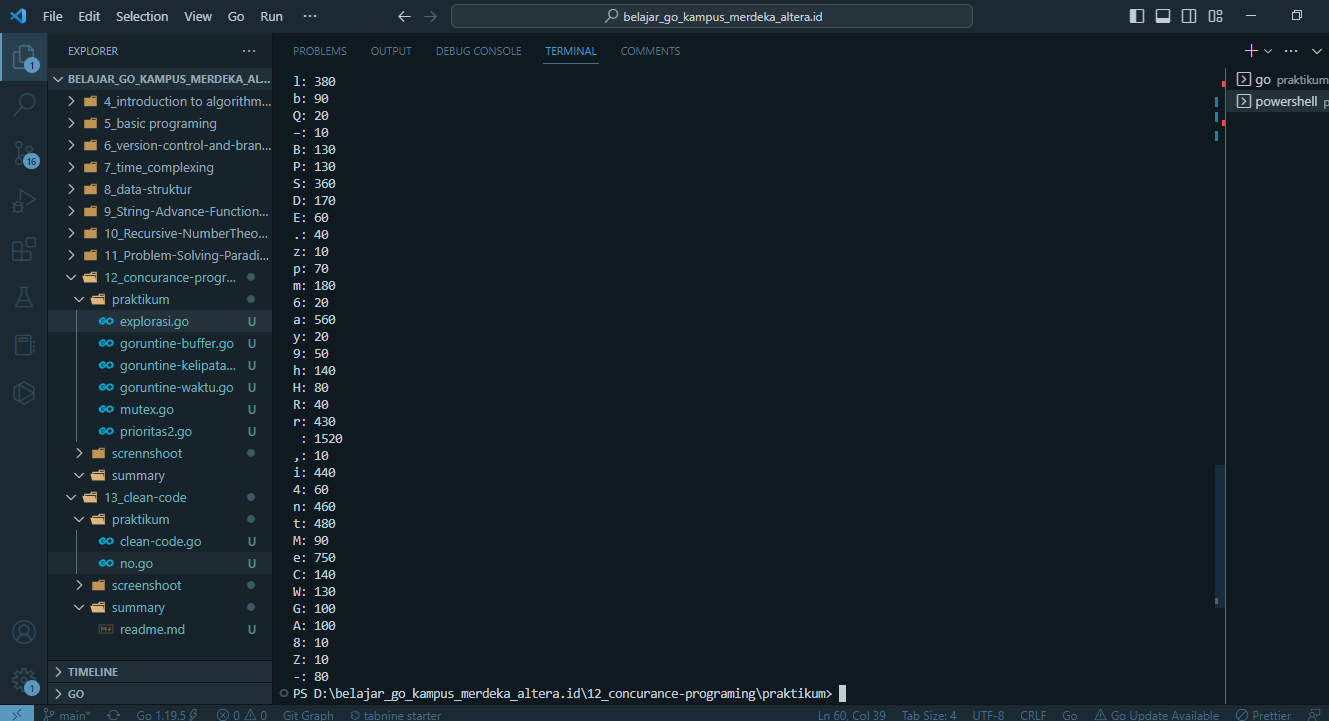 File Edit Selection View Go Run ··· belajar_go_kampus_merdeka_altera.id
EXPLORER ···
BELAJAR_GO_KAMPUS_MERDEKA_AL...
4_introduction to algorithm...
5_basic programing
6_version-control-and-bran...
7_time_complexing
8_data-struktur
9_String-Advance-Function...
10_Recursive-NumberTheo...
11_Problem-Solving-Paradi...
12_concurance-progr...
praktikum
explorasi.go U
goruntine-buffer.go U
goruntine-kelipata... U
goruntine-waktu.go U
mutex.go U
prioritas2.go U
scrennshoot
summary
13_clean-code
praktikum
clean-code.go U
no.go U
screenshoot
summary
readme.md U
TIMELINE
GO
1
16
1
PROBLEMS OUTPUT DEBUG CONSOLE TERMINAL COMMENTS
l: 380
b: 90
Q: 20
–: 10
B: 130
P: 130
S: 360
D: 170
E: 60
.: 40
z: 10
p: 70
m: 180
6: 20
a: 560
y: 20
9: 50
h: 140
H: 80
R: 40
r: 430
: 1520
,: 10
i: 440
4: 60
n: 460
t: 480
M: 90
e: 750
C: 140
W: 130
G: 100
A: 100
8: 10
Z: 10
-: 80
PS D:\belajar_go_kampus_merdeka_altera.id\12_concurance-programing\praktikum>
go praktikum
powershell p
main* Go 1.19.5 0 0 Git Graph tabnine starter Ln 60, Col 39 Tab Size: 4 UTF-8 CRLF Go Go Update Available Prettier